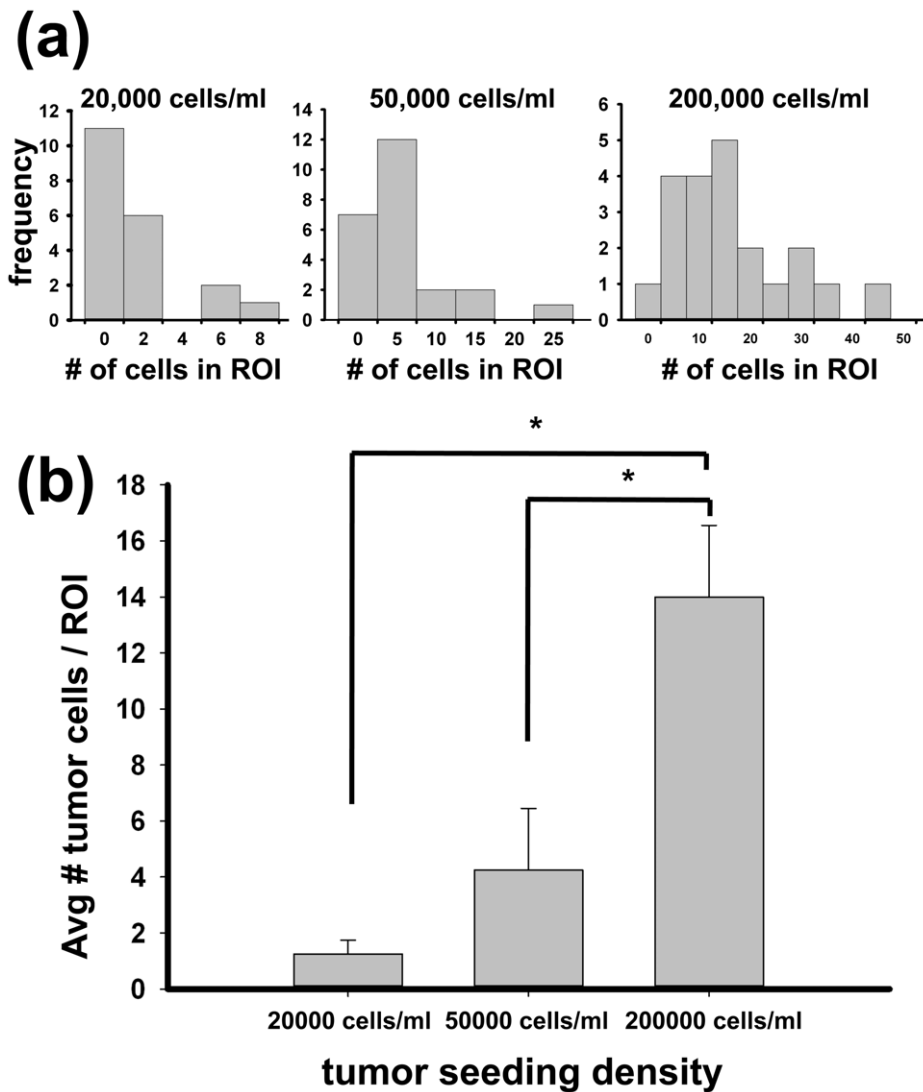 (a)
20,000 cells/ml
50,000 cells/ml
200,000 cells/ml
frequency
12
10
8
6
4
2
0
0 2 4 6 8
# of cells in ROI
14
12
10
8
6
4
2
0
0 5 10 15 20 25
# of cells in ROI
6
5
4
3
2
1
0
0 10 20 30 40 50
# of cells in ROI
(b)
*
*
Avg # tumor cells / ROI
18
16
14
12
10
8
6
4
2
0
20000 cells/ml 50000 cells/ml 200000 cells/ml
tumor seeding density